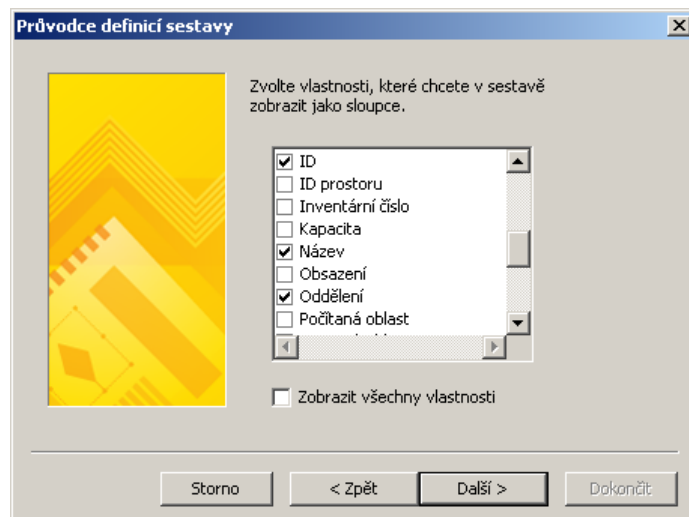 Průvodce definicí sestavy
Zvolte vlastnosti, které chcete v sestavě
zobrazit jako sloupce.
ID
ID prostoru
Inventární číslo
Kapacita
Název
Obsazení
Oddělení
Počítaná oblast
Zobrazit všechny vlastnosti
Storno
< Zpět
Další >
Dokončit